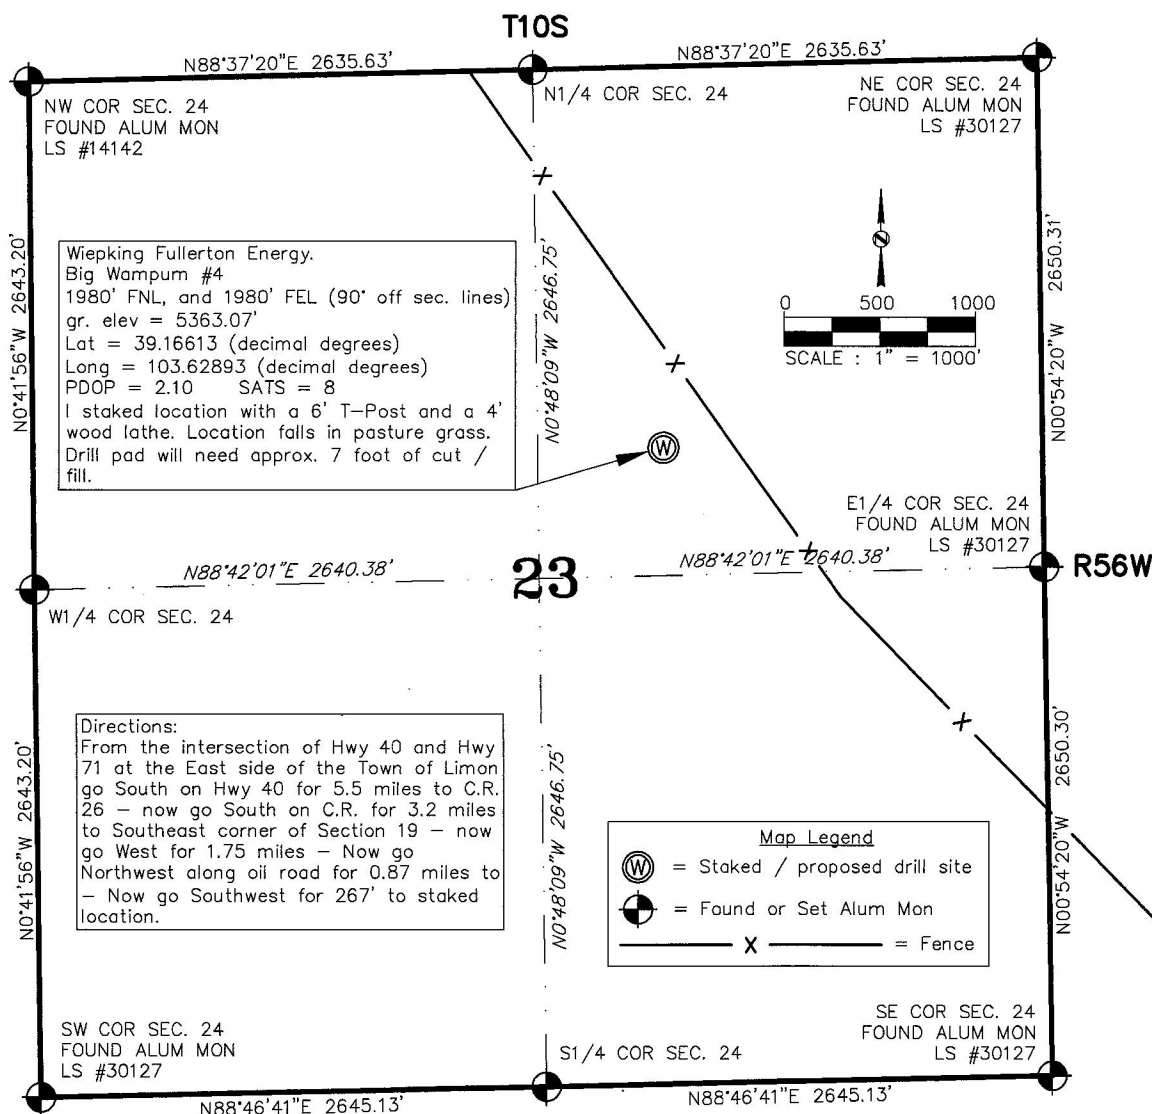 T10S
N88°37'20"E 2635.63'
N88°37'20"E 2635.63'
NW COR SEC. 24
FOUND ALUM MON
LS #14142
N1/4 COR SEC. 24
NE COR SEC. 24
FOUND ALUM MON
LS #30127
N0°41'56"W 2643.20'
N0°48'09"W 2646.75'
N00°54'20"W 2650.31'
Wiepking Fullerton Energy.
Big Wampum #4
1980' FNL, and 1980' FEL (90° off sec. lines)
gr. elev = 5363.07'
Lat = 39.16613 (decimal degrees)
Long = 103.62893 (decimal degrees)
PDOP = 2.10 SATS = 8
I staked location with a 6' T-Post and a 4'
wood lathe. Location falls in pasture grass.
Drill pad will need approx. 7 foot of cut /
fill.
N
0 500 1000
SCALE : 1" = 1000'
X
X
W
X
E1/4 COR SEC. 24
FOUND ALUM MON
LS #30127
N88°42'01"E 2640.38'
23
N88°42'01"E 2640.38'
R56W
W1/4 COR SEC. 24
X
Directions:
From the intersection of Hwy 40 and Hwy
71 at the East side of the Town of Limon
go South on Hwy 40 for 5.5 miles to C.R.
26 – now go South on C.R. for 3.2 miles
to Southeast corner of Section 19 – now
go West for 1.75 miles – Now go
Northwest along oil road for 0.87 miles to
– Now go Southwest for 267' to staked
location.
N0°41'56"W 2643.20'
N0°48'09"W 2646.75'
N00°54'20"W 2650.30'
Map Legend
W = Staked / proposed drill site
= Found or Set Alum Mon
X = Fence
SW COR SEC. 24
FOUND ALUM MON
LS #30127
S1/4 COR SEC. 24
SE COR SEC. 24
FOUND ALUM MON
LS #30127
N88°46'41"E 2645.13'
N88°46'41"E 2645.13'